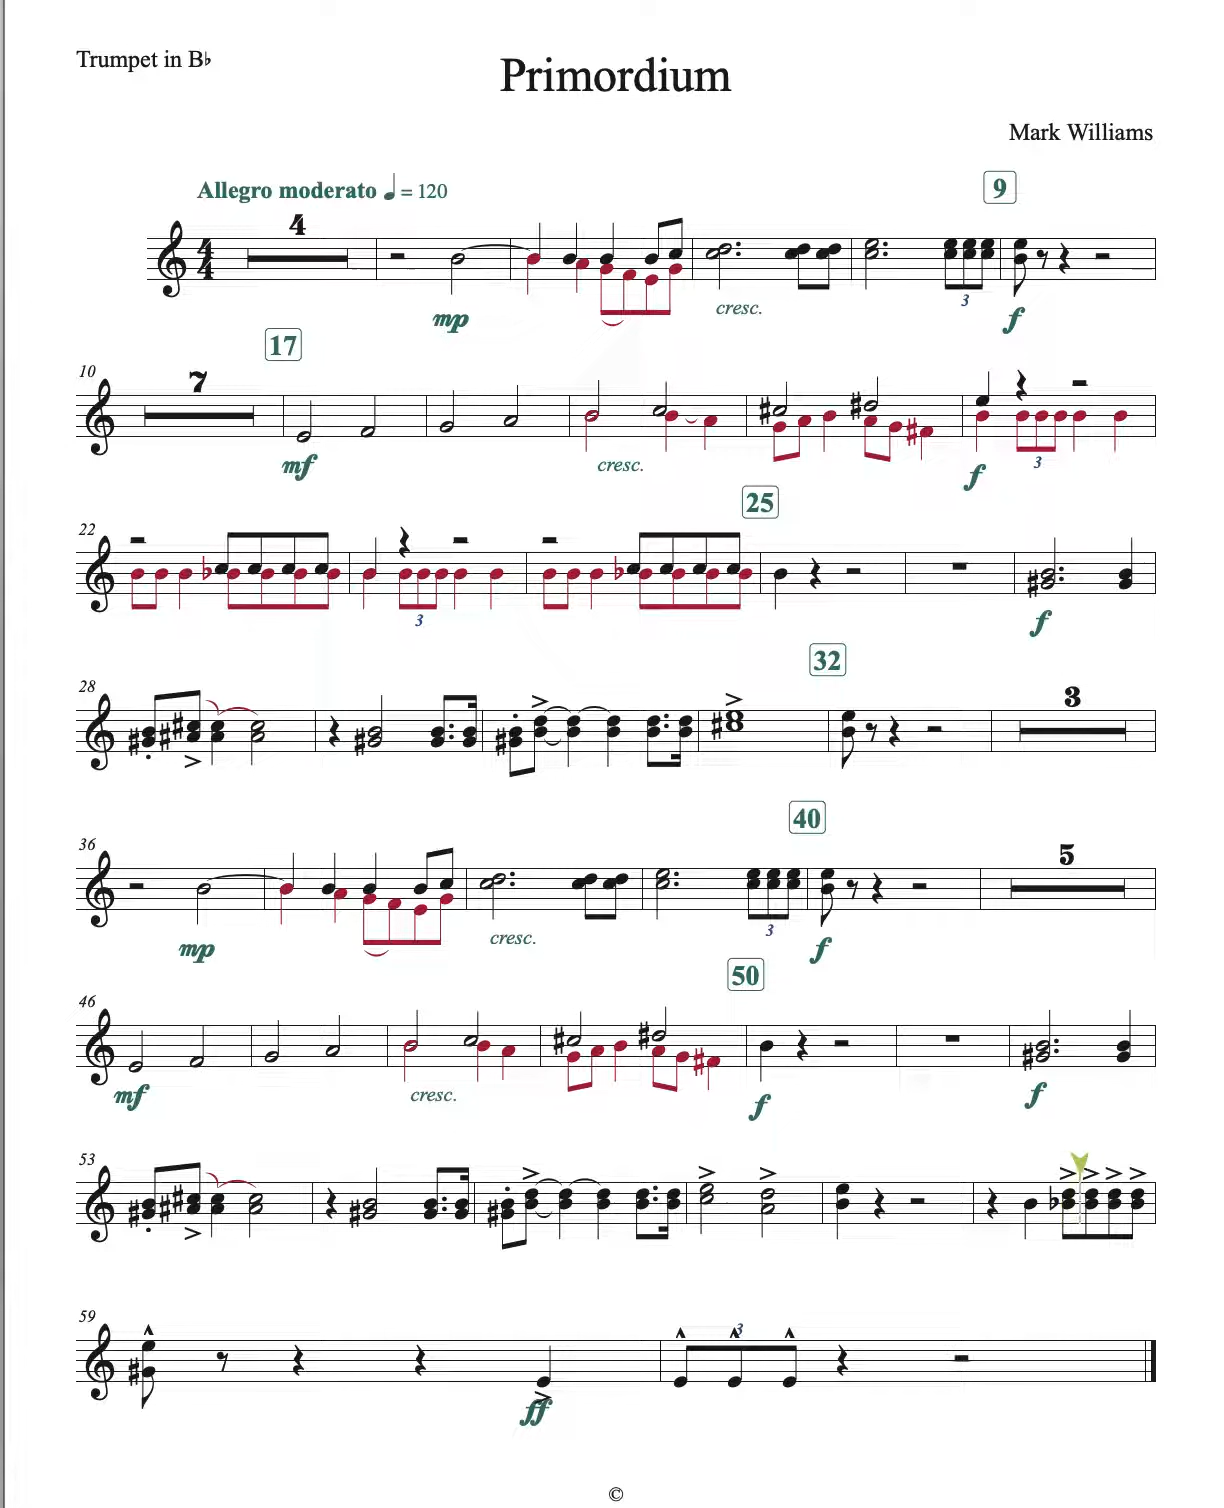 Trumpet in B♭
Primordium
Mark Williams
Allegro moderato ♩ = 120
9
4
4
4
3
mp
cresc.
f
17
10
7
mf
cresc.
f
3
25
22
3
f
32
28
3
40
36
5
3
mp
cresc.
f
50
46
mf
cresc.
f
f
53
59
3
ff
©